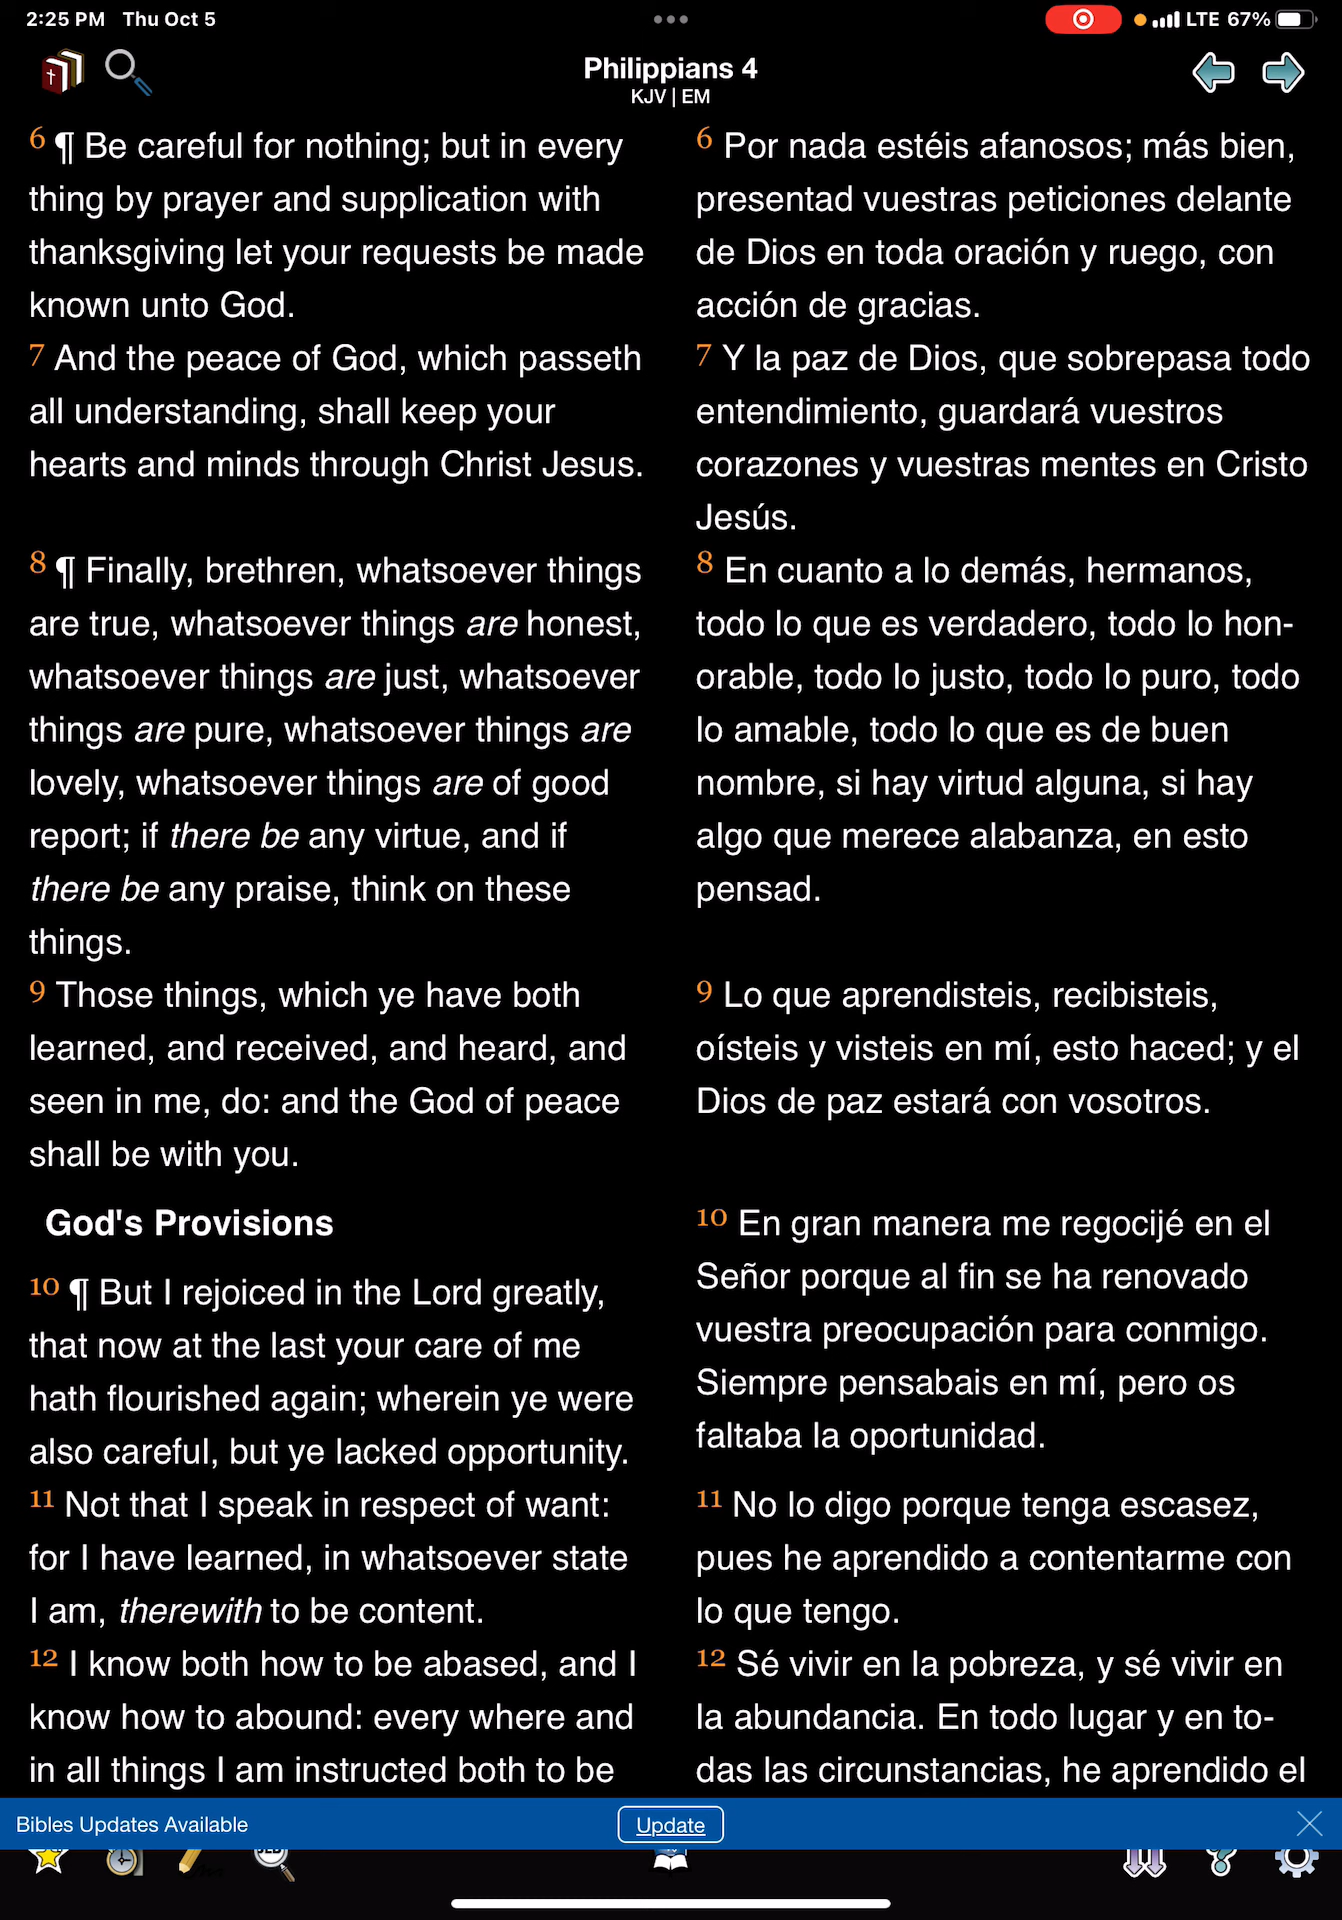 2:25 PM Thu Oct 5
LTE 67%
Philippians 4
KJV | EM
6 ¶ Be careful for nothing; but in every
thing by prayer and supplication with
thanksgiving let your requests be made
known unto God.
7 And the peace of God, which passeth
all understanding, shall keep your
hearts and minds through Christ Jesus.
8 ¶ Finally, brethren, whatsoever things
are true, whatsoever things are honest,
whatsoever things are just, whatsoever
things are pure, whatsoever things are
lovely, whatsoever things are of good
report; if there be any virtue, and if
there be any praise, think on these
things.
9 Those things, which ye have both
learned, and received, and heard, and
seen in me, do: and the God of peace
shall be with you.
God's Provisions
10 ¶ But I rejoiced in the Lord greatly,
that now at the last your care of me
hath flourished again; wherein ye were
also careful, but ye lacked opportunity.
11 Not that I speak in respect of want:
for I have learned, in whatsoever state
I am, therewith to be content.
12 I know both how to be abased, and I
know how to abound: every where and
in all things I am instructed both to be
6 Por nada estéis afanosos; más bien,
presentad vuestras peticiones delante
de Dios en toda oración y ruego, con
acción de gracias.
7 Y la paz de Dios, que sobrepasa todo
entendimiento, guardará vuestros
corazones y vuestras mentes en Cristo
Jesús.
8 En cuanto a lo demás, hermanos,
todo lo que es verdadero, todo lo hon-
orable, todo lo justo, todo lo puro, todo
lo amable, todo lo que es de buen
nombre, si hay virtud alguna, si hay
algo que merece alabanza, en esto
pensad.
9 Lo que aprendisteis, recibisteis,
oísteis y visteis en mí, esto haced; y el
Dios de paz estará con vosotros.
10 En gran manera me regocijé en el
Señor porque al fin se ha renovado
vuestra preocupación para conmigo.
Siempre pensabais en mí, pero os
faltaba la oportunidad.
11 No lo digo porque tenga escasez,
pues he aprendido a contentarme con
lo que tengo.
12 Sé vivir en la pobreza, y sé vivir en
la abundancia. En todo lugar y en to-
das las circunstancias, he aprendido el
Bibles Updates Available
Update